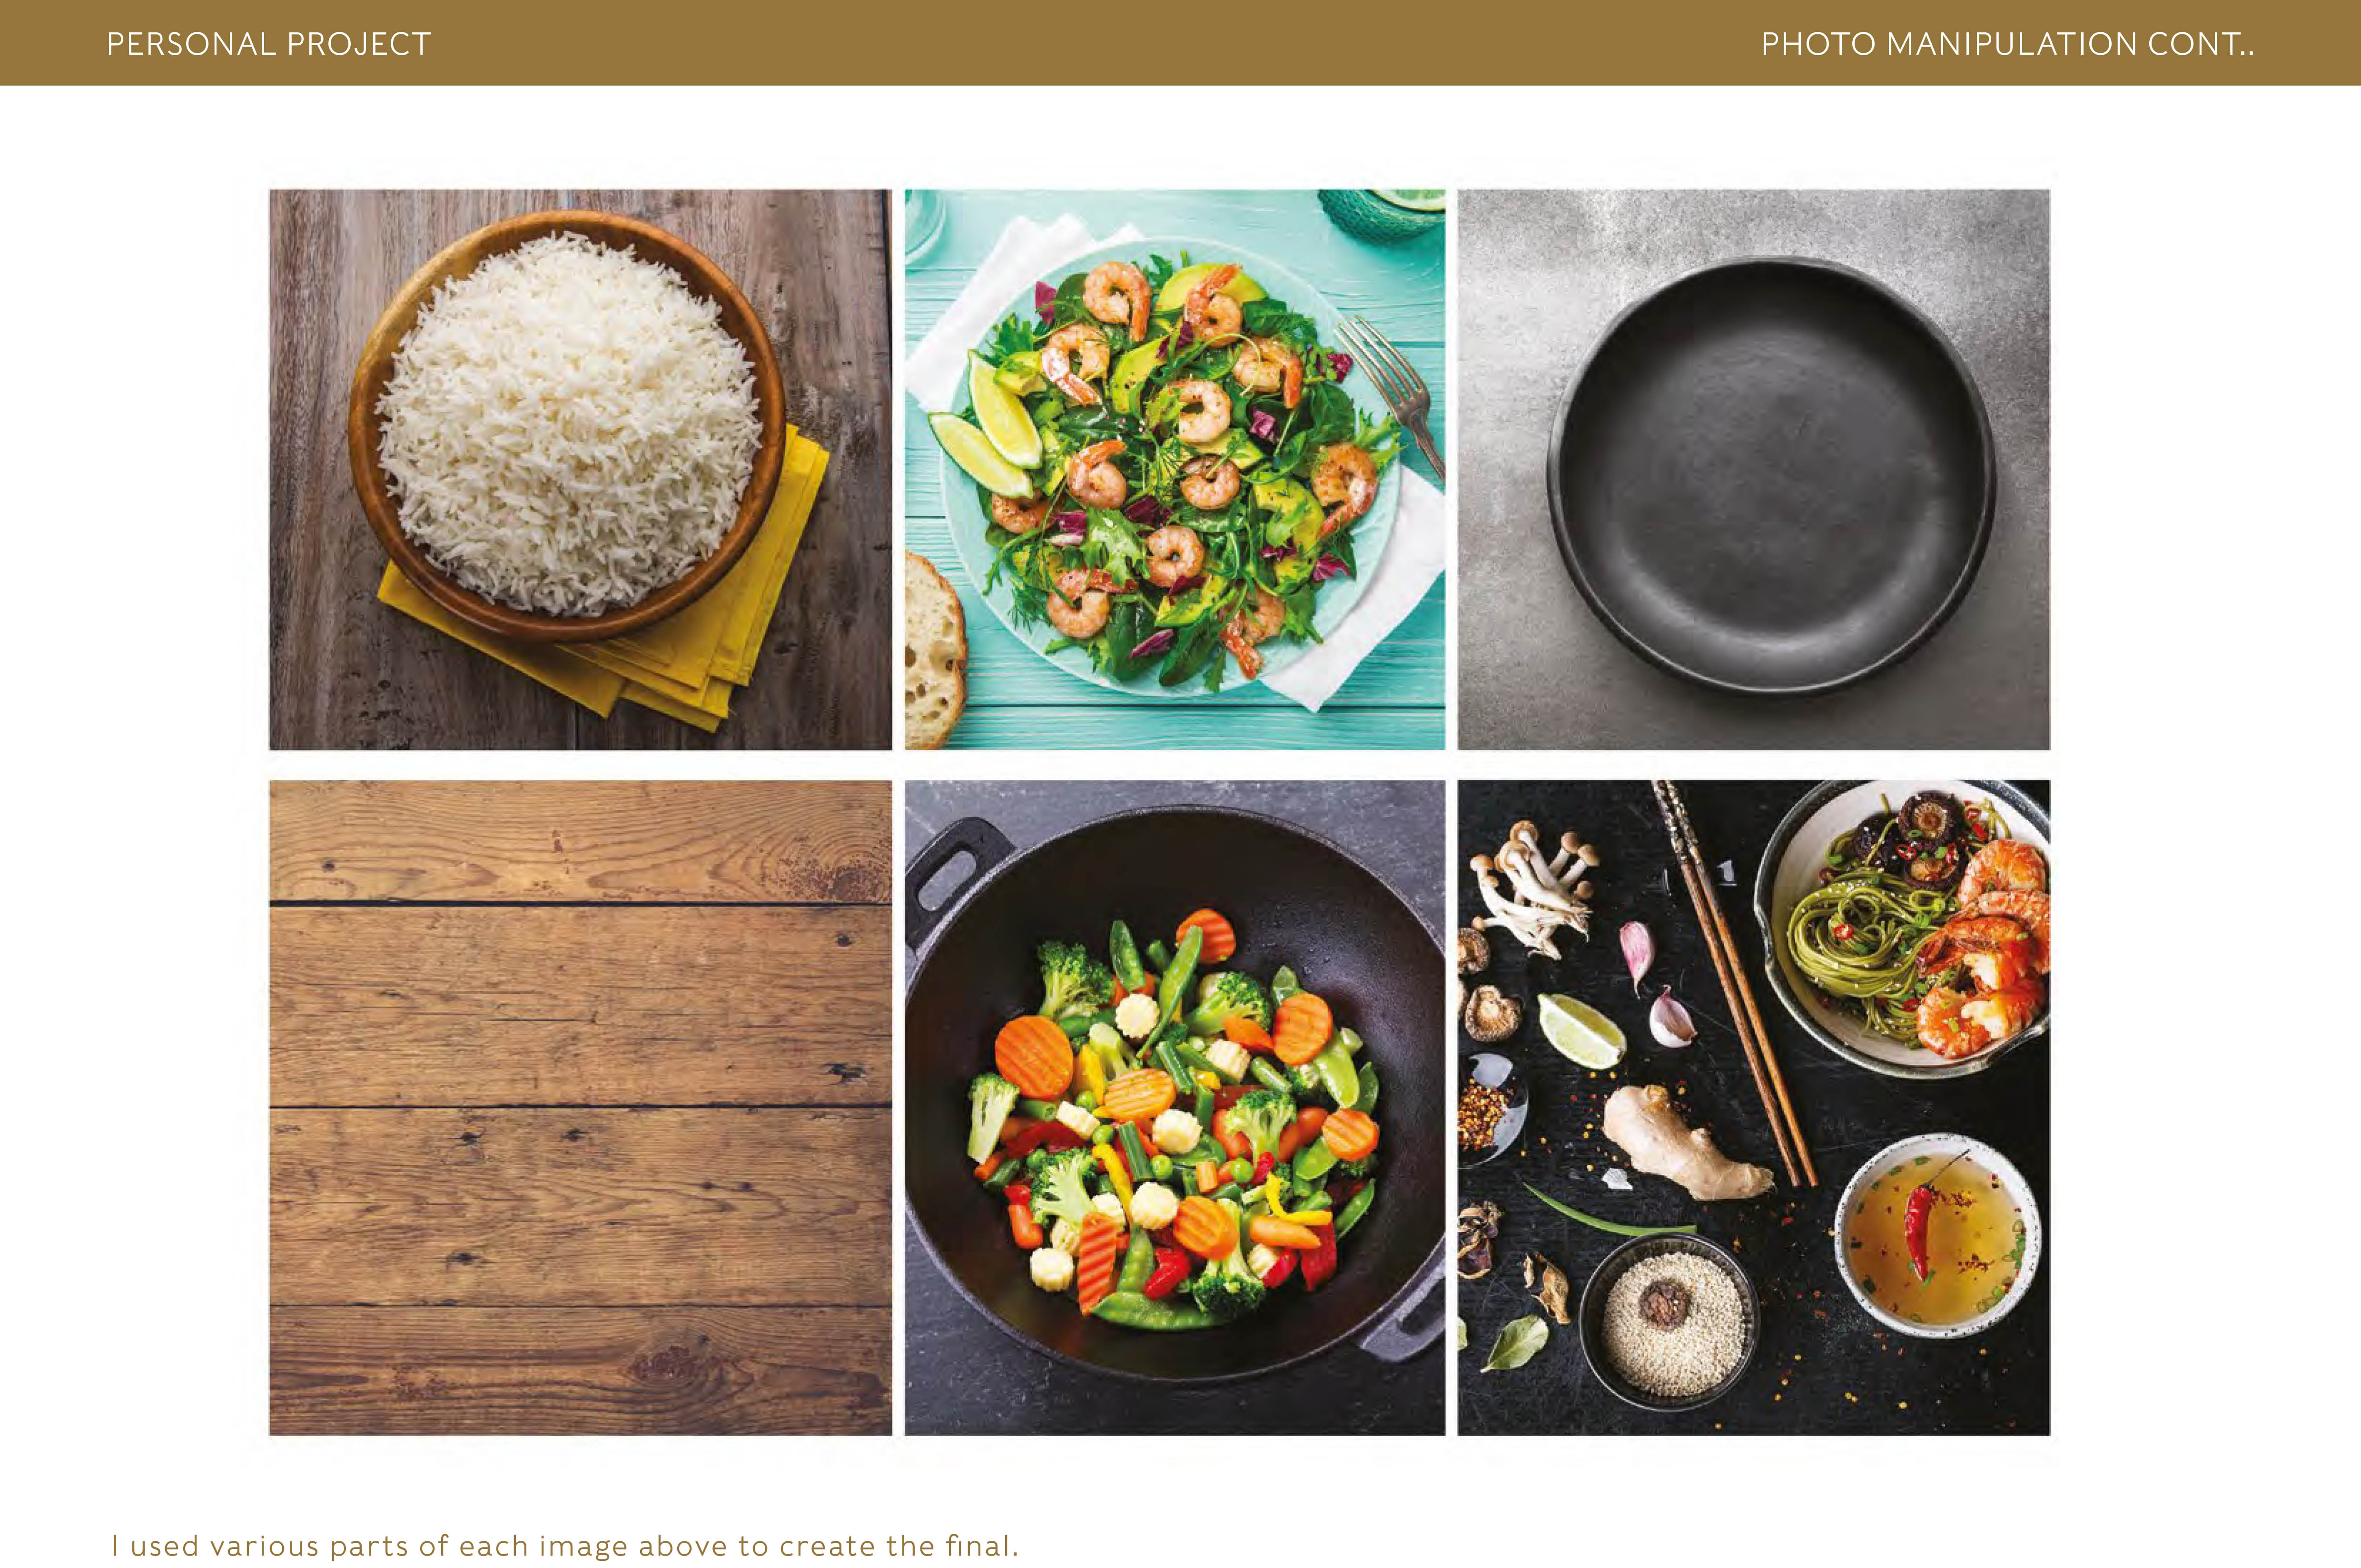 PERSONAL PROJECT
PHOTO MANIPULATION CONT..
I used various parts of each image above to create the final.